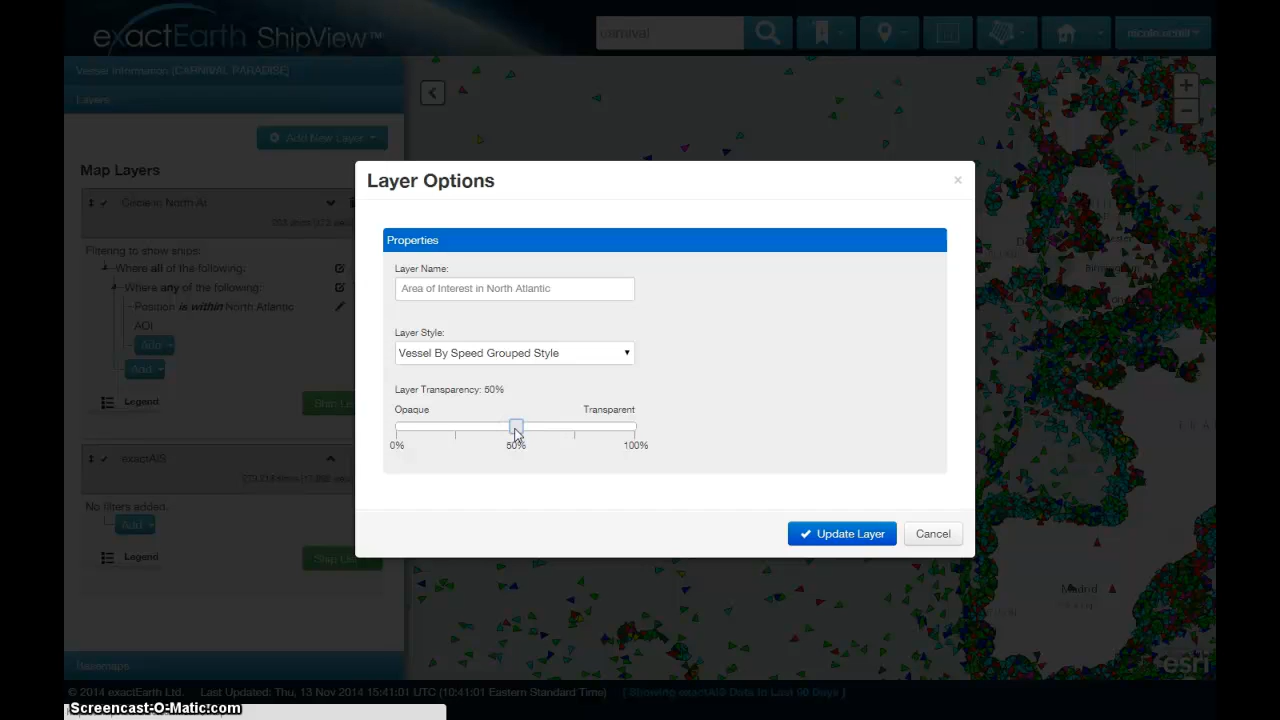 exactEarth ShipView™
carnival
Vessel Information (CARNIVAL PARADISE)
Layers
Add New Layer
Map Layers
Circle in North At
Filtering to show ships:
Where all of the following:
Where any of the following:
Position is within North Atlantic
AOI
Add
Add
Legend
exactAIS
No filters added.
Add
Legend
Basemaps
Layer Options
×
Properties
Layer Name:
Area of Interest in North Atlantic
Layer Style:
Vessel By Speed Grouped Style
Layer Transparency: 50%
Opaque Transparent
0% 50% 100%
Update Layer Cancel
Madrid
esri
© 2014 exactEarth Ltd. Last Updated: Thu, 13 Nov 2014 15:41:01 UTC (10:41:01 Eastern Standard Time) [ Showing exactAIS Dots In Last 90 Days ]
Screencast-O-Matic.com